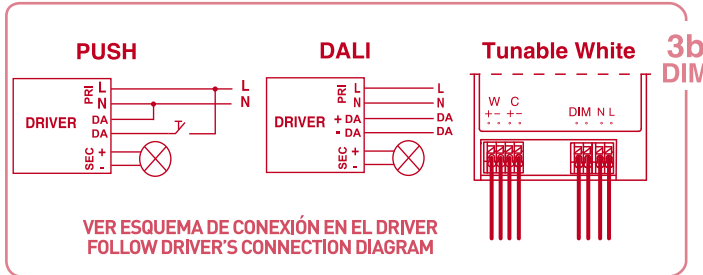 PUSH
DALI
Tunable White
3b
DIM
PRI
L
N
DRIVER
DA
DA
SEC
+
-
L
N
PRI
L
N
DRIVER
+ DA
- DA
SEC
+
-
L
N
DA
DA
W C
+- +-
DIM N L
VER ESQUEMA DE CONEXIÓN EN EL DRIVER
FOLLOW DRIVER'S CONNECTION DIAGRAM